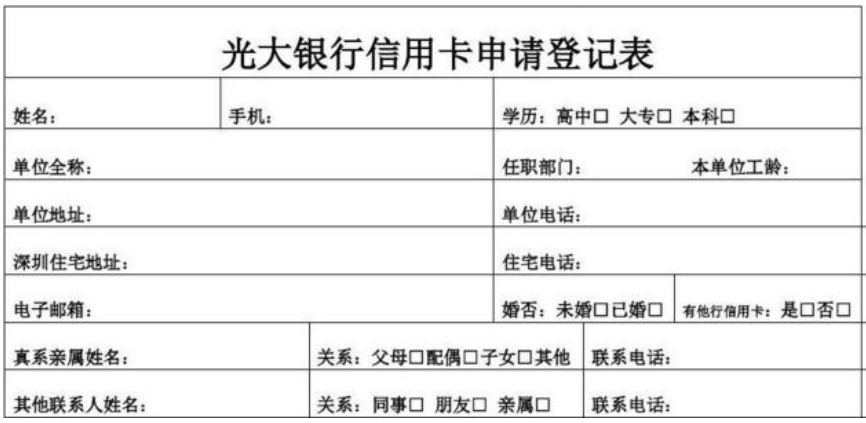 光大银行信用卡申请登记表
姓名： 手机： 学历：高中□ 大专□ 本科□
单位全称： 任职部门： 本单位工龄：
单位地址： 单位电话：
深圳住宅地址： 住宅电话：
电子邮箱： 婚否：未婚□已婚□ 有他行信用卡：是□否□
真系亲属姓名： 关系：父母□配偶□子女□其他 联系电话：
其他联系人姓名： 关系：同事□ 朋友□ 亲属□ 联系电话：